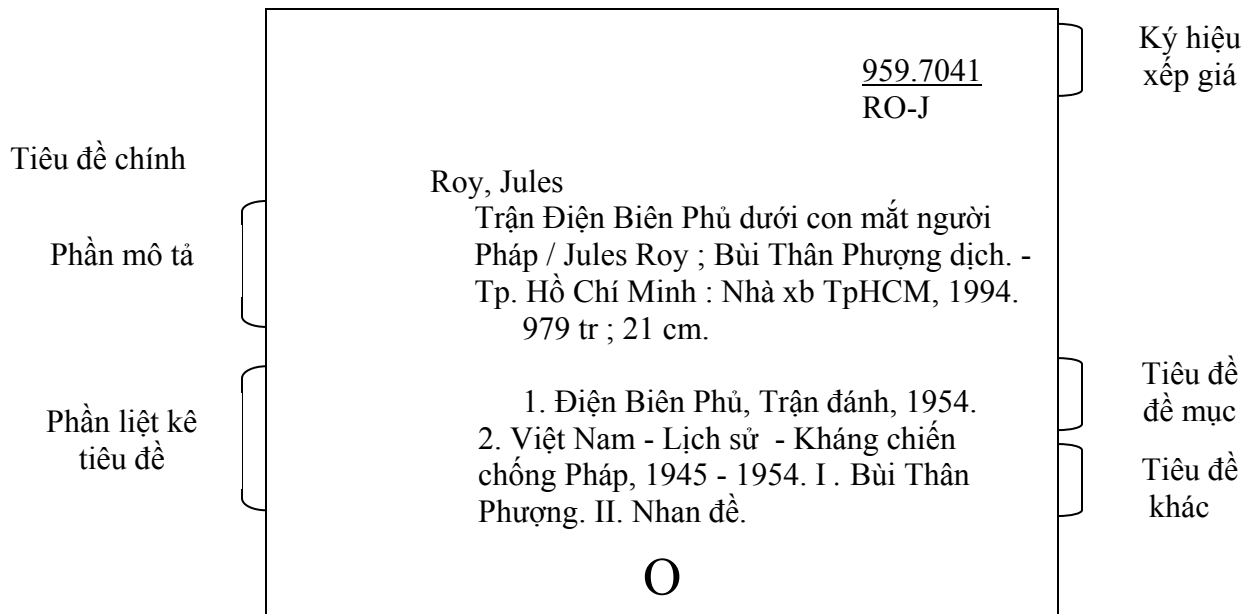 Ký hiệu
xếp giá
959.7041
RO-J
Tiêu đề chính
Roy, Jules
Phần mô tả
Trận Điện Biên Phủ dưới con mắt người
Pháp / Jules Roy ; Bùi Thân Phượng dịch. -
Tp. Hồ Chí Minh : Nhà xb TpHCM, 1994.
979 tr ; 21 cm.
Phần liệt kê
tiêu đề
1. Điện Biên Phủ, Trận đánh, 1954.
2. Việt Nam - Lịch sử - Kháng chiến
chống Pháp, 1945 - 1954. I . Bùi Thân
Phượng. II. Nhan đề.
Tiêu đề
đề mục
Tiêu đề
khác
O